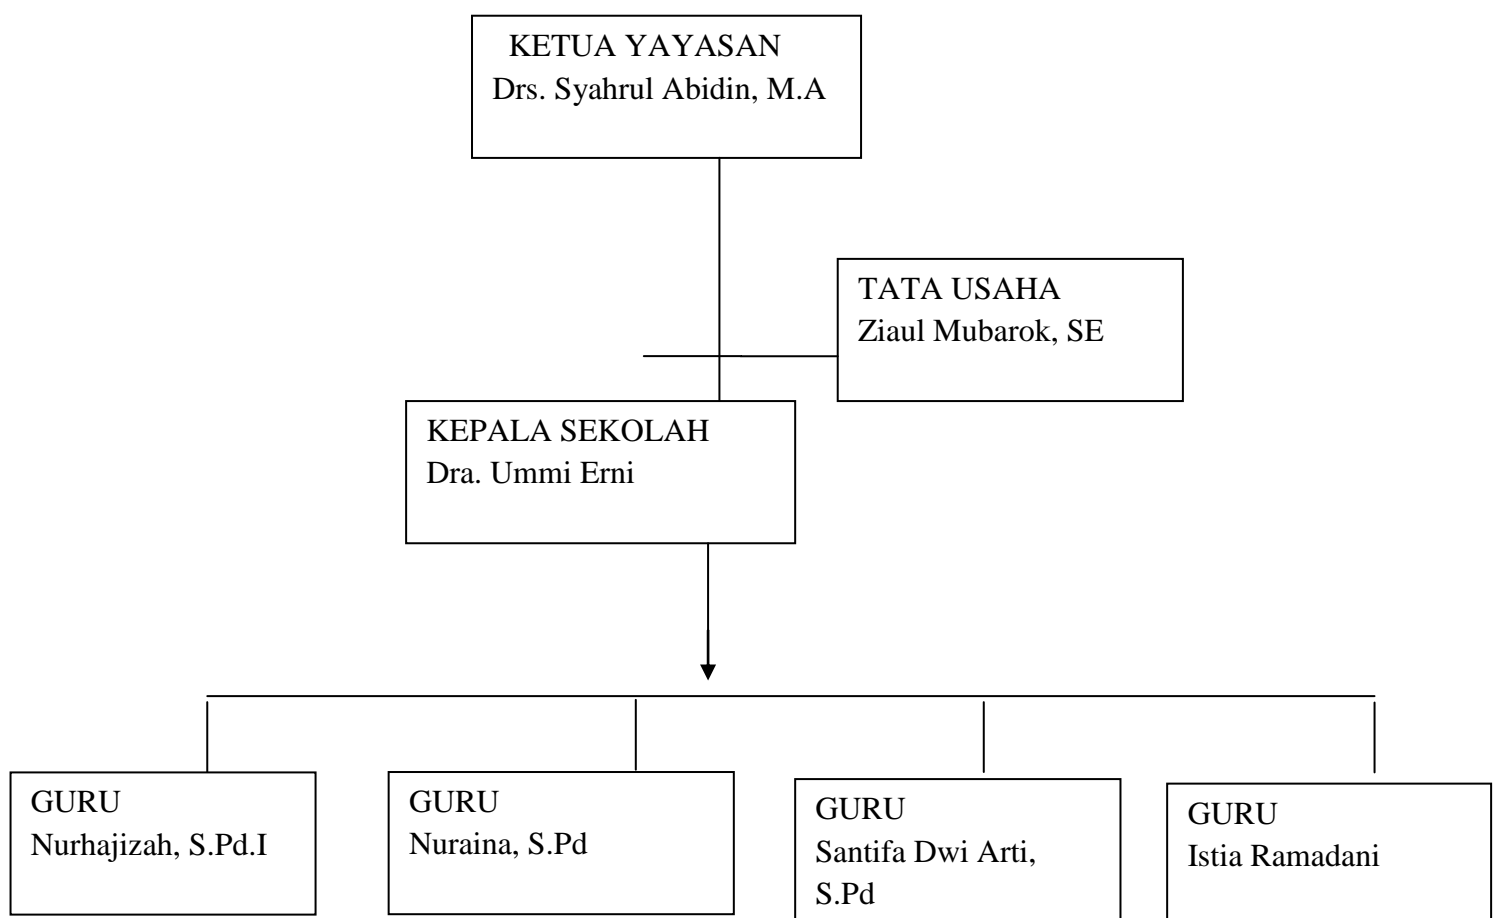 KETUA YAYASAN
Drs. Syahrul Abidin, M.A
TATA USAHA
Ziaul Mubarok, SE
KEPALA SEKOLAH
Dra. Ummi Erni
GURU
Nurhajizah, S.Pd.I
GURU
Nuraina, S.Pd
GURU
Santifa Dwi Arti,
S.Pd
GURU
Istia Ramadani